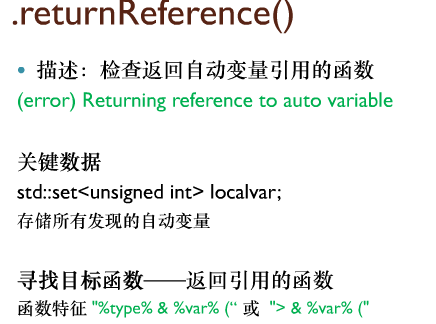 .returnReference()
• 描述：检查返回自动变量引用的函数
(error) Returning reference to auto variable
关键数据
std::set<unsigned int> localvar;
存储所有发现的自动变量
寻找目标函数——返回引用的函数
函数特征 "%type% & %var% (“ 或 "> & %var% ("